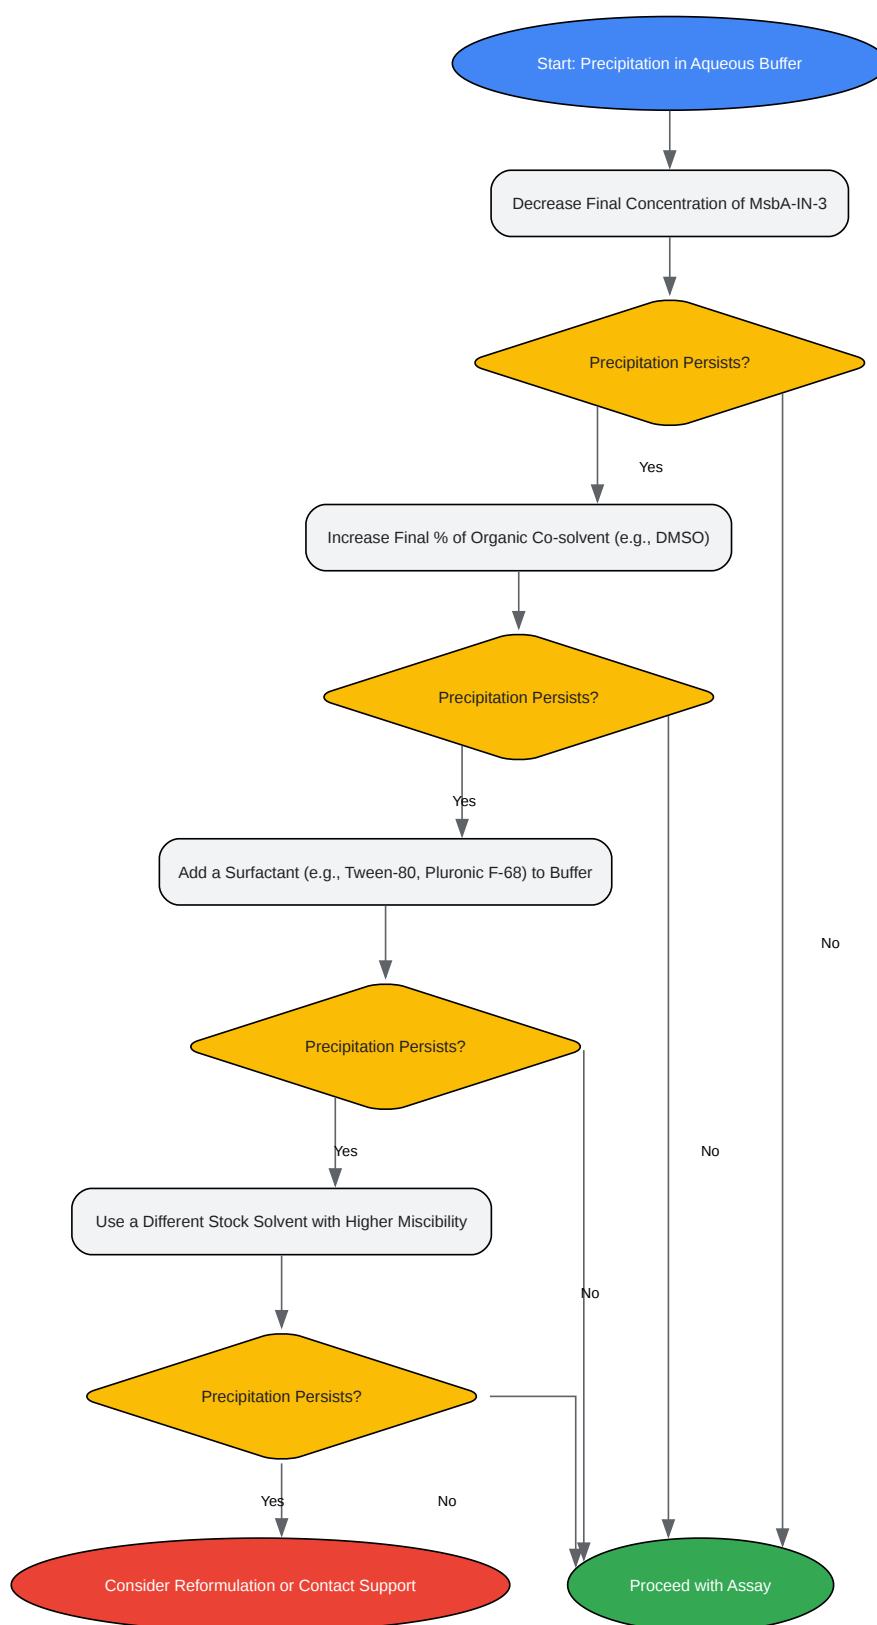 Start: Precipitation in Aqueous Buffer
Decrease Final Concentration of MsbA-IN-3
Precipitation Persists?
Yes
Increase Final % of Organic Co-solvent (e.g., DMSO)
Precipitation Persists?
Yes
Add a Surfactant (e.g., Tween-80, Pluronic F-68) to Buffer
No
Precipitation Persists?
Yes
No
Use a Different Stock Solvent with Higher Miscibility
No
Precipitation Persists?
Yes
No
Consider Reformulation or Contact Support
Proceed with Assay